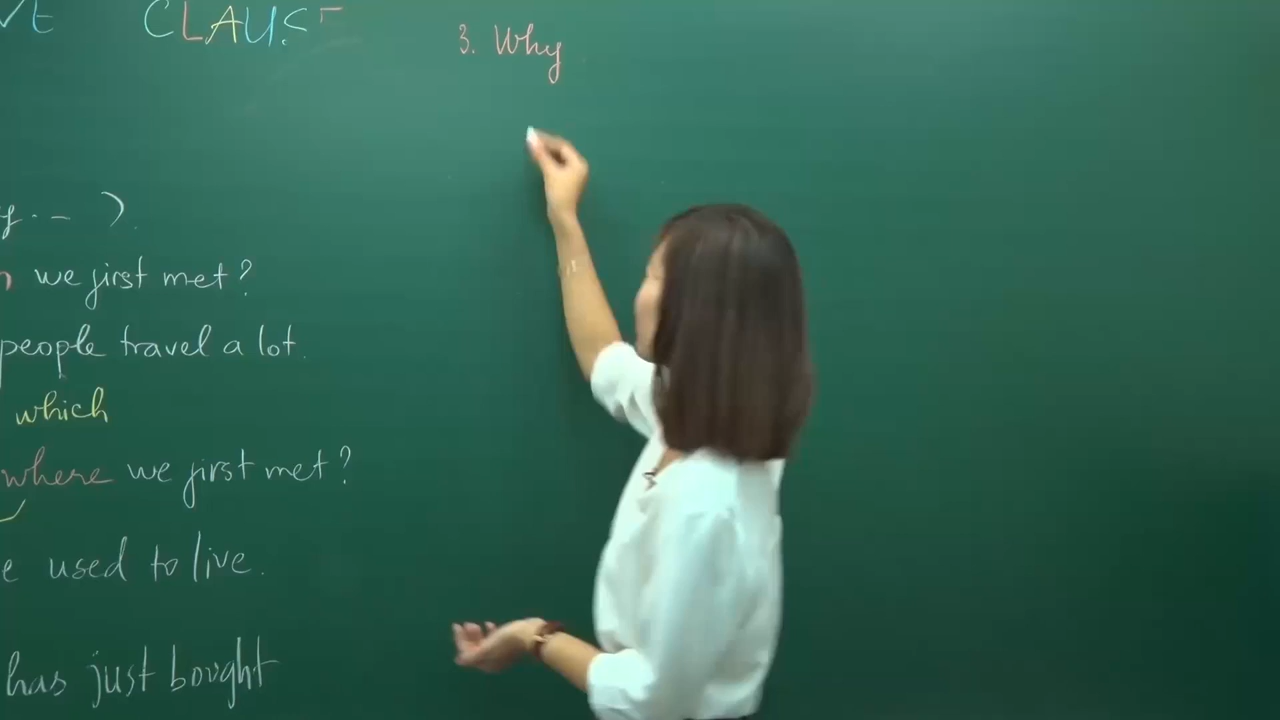 CLAUSE
we first met?
people travel a lot.
which
where we first met?
used to live.
has just bought
3. Why